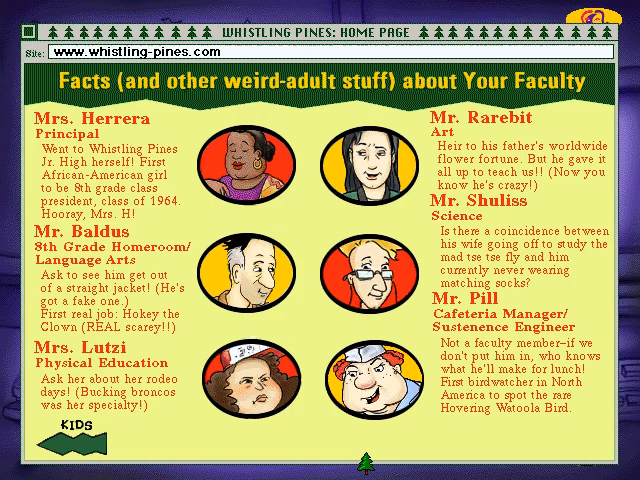 WHISTLING PINES: HOME PAGE
Site: www.whistling-pines.com
Facts (and other weird-adult stuff) about Your Faculty
Mrs. Herrera
Principal
Went to Whistling Pines
Jr. High herself! First
African-American girl
to be 8th grade class
president, class of 1964.
Hooray, Mrs. H!
Mr. Baldus
8th Grade Homeroom/
Language Arts
Ask to see him get out
of a straight jacket! (He's
got a fake one.)
First real job: Hokey the
Clown (REAL scarey!!)
Mrs. Lutzi
Physical Education
Ask her about her rodeo
days! (Bucking broncos
was her specialty!)
KIDS
Mr. Rarebit
Art
Heir to his father's worldwide
flower fortune. But he gave it
all up to teach us!! (Now you
know he's crazy!)
Mr. Shuliss
Science
Is there a coincidence between
his wife going off to study the
mad tse tse fly and him
currently never wearing
matching socks?
Mr. Pill
Cafeteria Manager/
Sustenence Engineer
Not a faculty member–if we
don't put him in, who knows
what he'll make for lunch!
First birdwatcher in North
America to spot the rare
Hovering Watoola Bird.